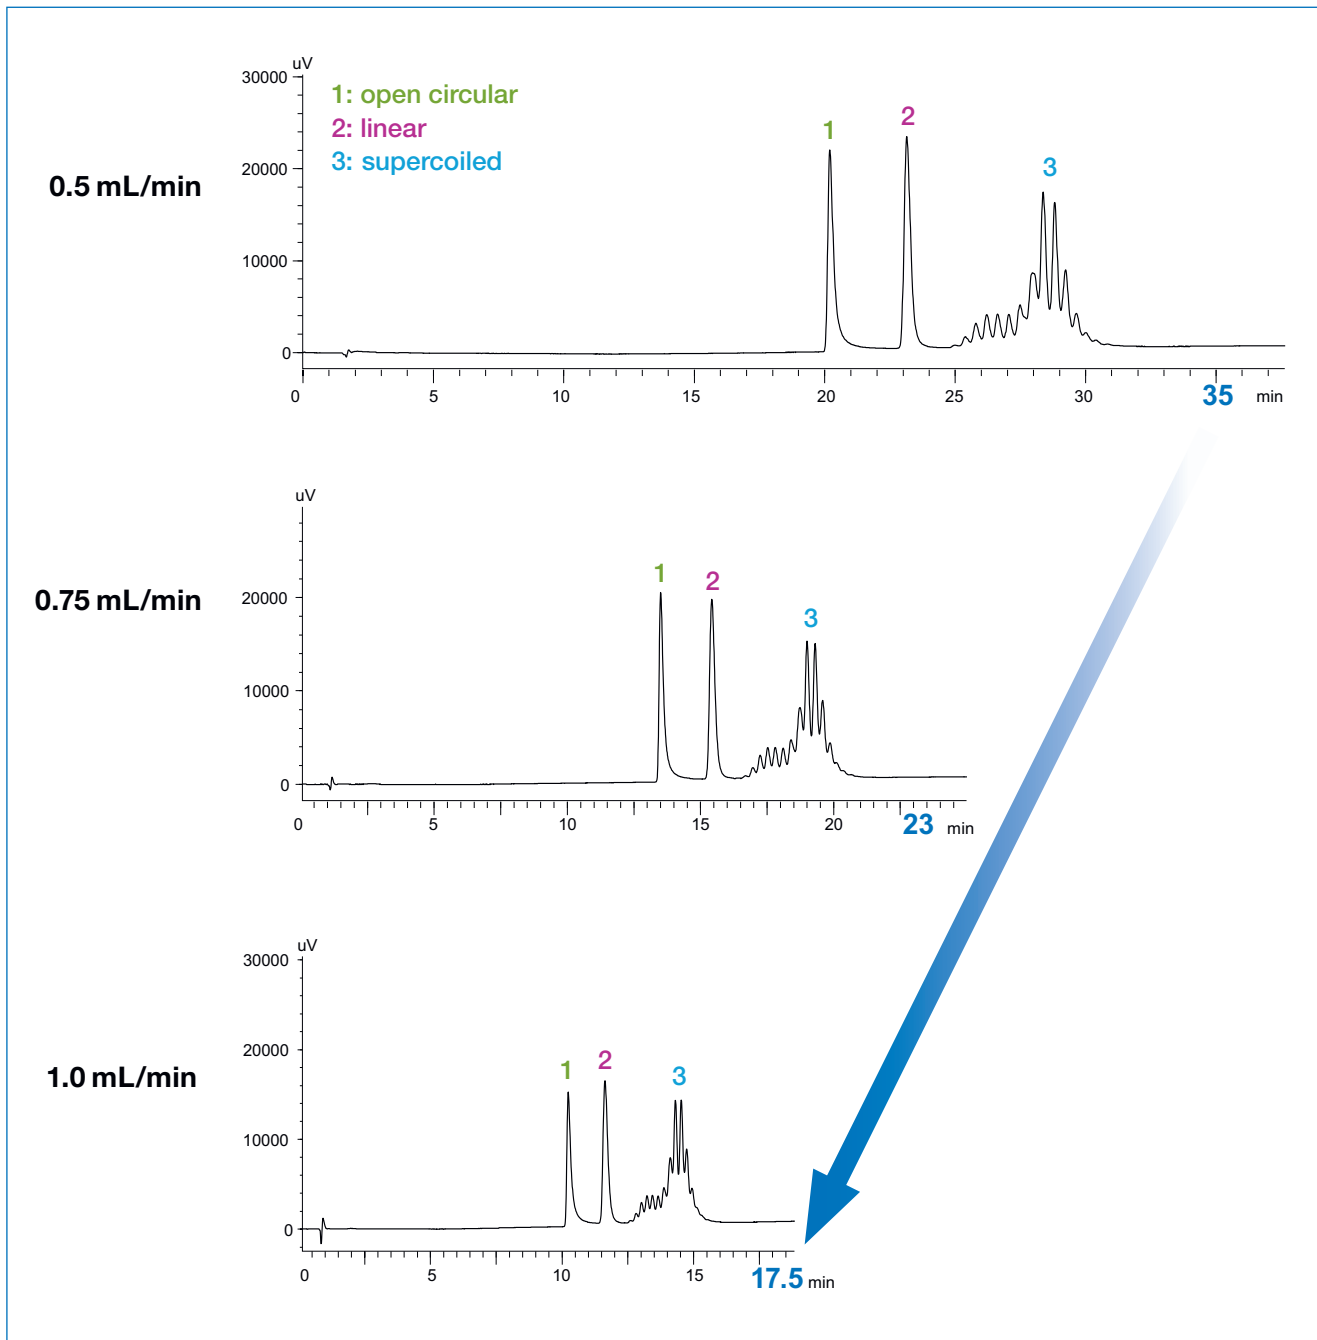 uV
30000
1: open circular
2: linear
3: supercoiled
1
2
3
0.5 mL/min
20000
10000
0
0 5 10 15 20 25 30 35 min
uV
0.75 mL/min
1
2
3
20000
10000
0
0 5 10 15 20 23 min
uV
30000
20000
1.0 mL/min
1
2
3
10000
0
0 5 10 15 17.5 min